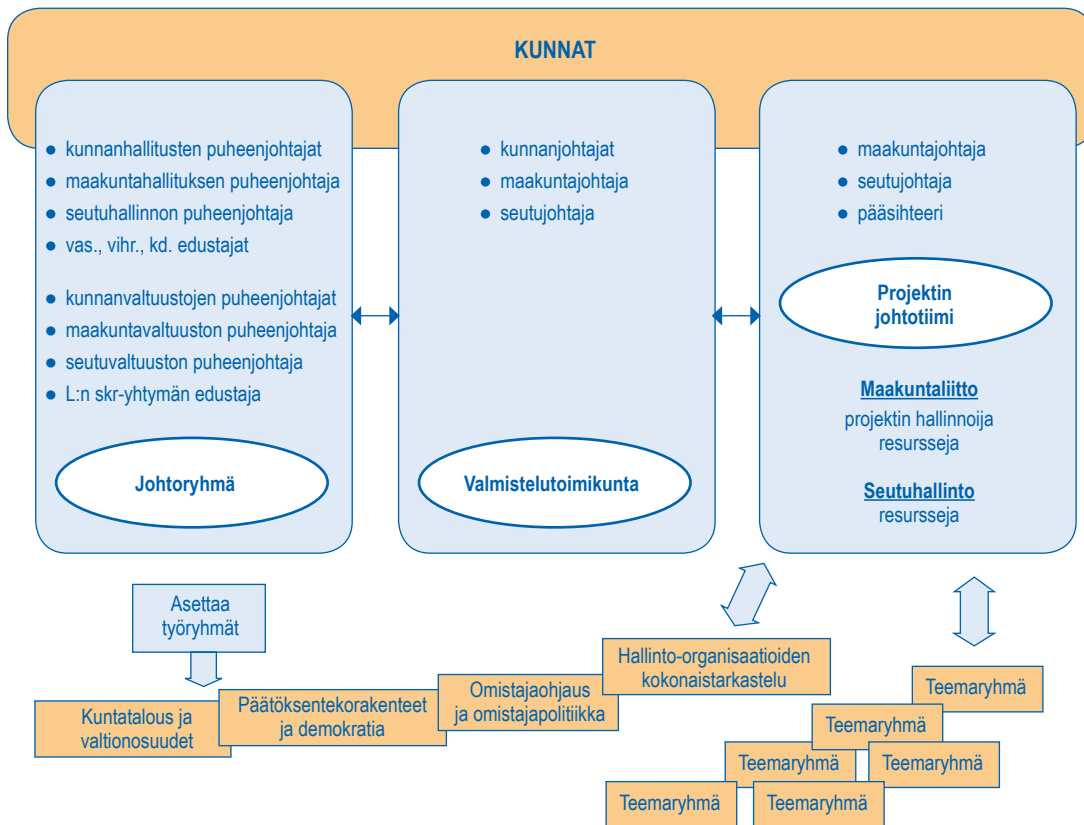 KUNNAT
• kunnanhallitusten puheenjohtajat
• maakuntahallituksen puheenjohtaja
• seutuhallinnon puheenjohtaja
• vas., vihr., kd. edustajat
• kunnanvaltuustojen puheenjohtajat
• maakuntavaltuuston puheenjohtaja
• seutuvaltuuston puheenjohtaja
• L:n skr-yhtymän edustaja
Johtoryhmä
• kunnanjohtajat
• maakuntajohtaja
• seutujohtaja
Valmistelutoimikunta
• maakuntajohtaja
• seutujohtaja
• pääsihteeri
Projektin
johtotiimi
Maakuntaliitto
projektin hallinnoija
resursseja
Seutuhallinto
resursseja
Asettaa
työryhmät
Kuntatalous ja
valtionosuudet
Päätöksentekorakenteet
ja demokratia
Omistajaohjaus
ja omistajapolitiikka
Hallinto-organisaatioiden
kokonaistarkastelu
Teemaryhmä
Teemaryhmä
Teemaryhmä
Teemaryhmä
Teemaryhmä
Teemaryhmä